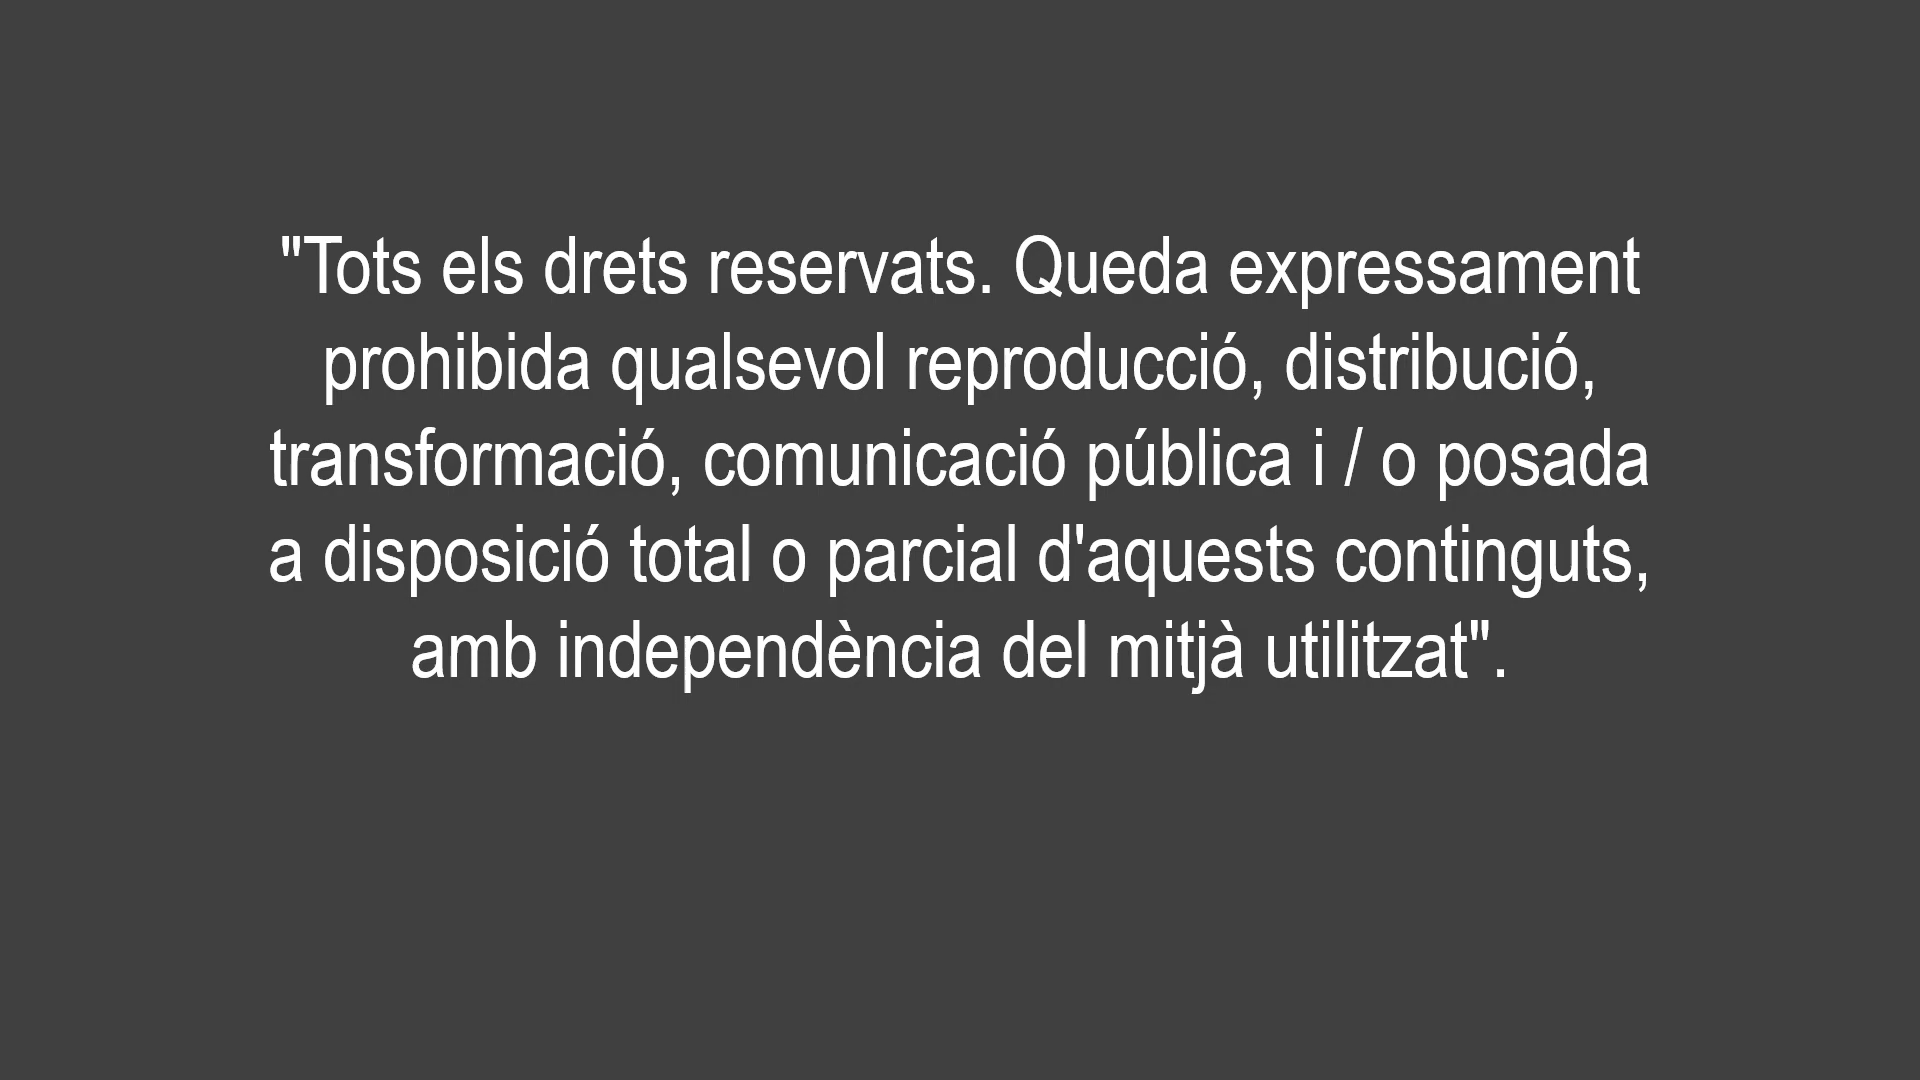 "Tots els drets reservats. Queda expressament
prohibida qualsevol reproducció, distribució,
transformació, comunicació pública i / o posada
a disposició total o parcial d'aquests continguts,
amb independència del mitjà utilitzat".